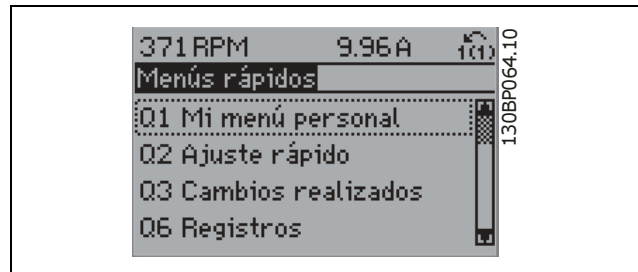 371 RPM 9.96 A 1(1)
Menús rápidos
Q1 Mi menú personal
Q2 Ajuste rápido
Q3 Cambios realizados
Q6 Registros
130BP064.10